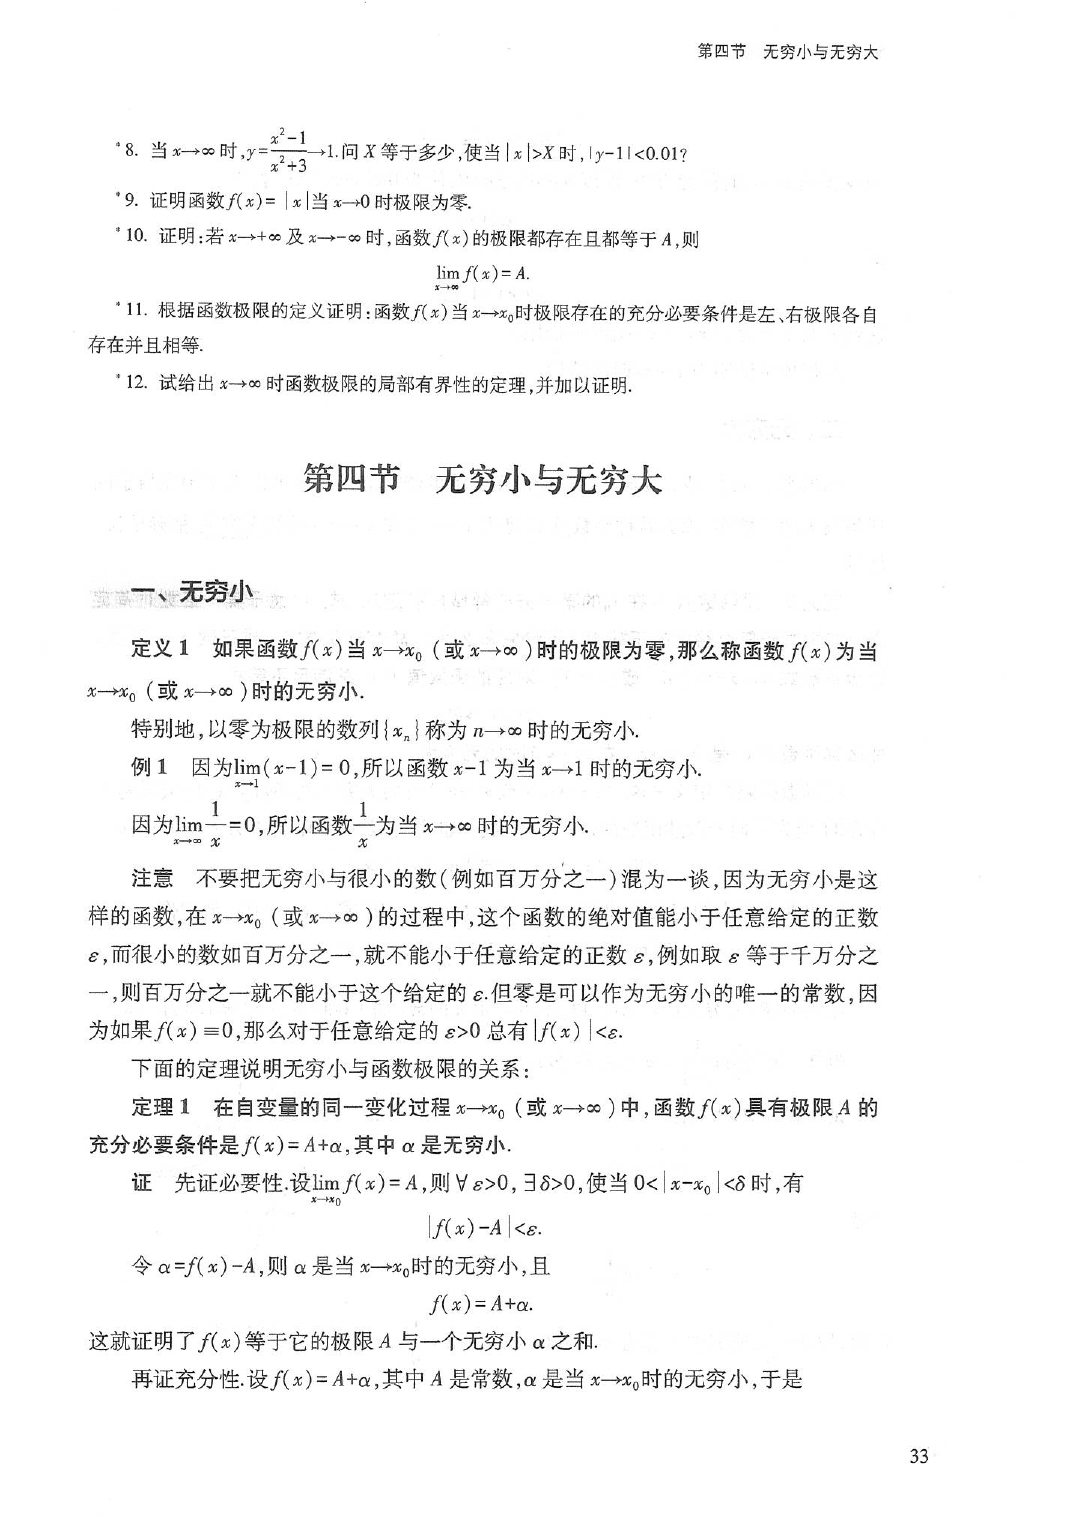 第四节　无穷小与无穷大
*8. 当 x→∞ 时,y=\frac{x²-1}{x²+3}→1.问 X 等于多少,使当|x|>X 时,|y-1|<0.01?
*9. 证明函数 f(x)=|x|当 x→0 时极限为零.
*10. 证明:若 x→+∞ 及 x→-∞ 时,函数 f(x)的极限都存在且都等于 A,则
lim_{x→∞} f(x)=A.
*11. 根据函数极限的定义证明:函数 f(x)当 x→x₀时极限存在的充分必要条件是左、右极限各自
存在并且相等.
*12. 试给出 x→∞ 时函数极限的局部有界性的定理,并加以证明.
第四节　无穷小与无穷大
一、无穷小
定义 1　如果函数 f(x)当 x→x₀（或 x→∞）时的极限为零,那么称函数 f(x)为当
x→x₀（或 x→∞）时的无穷小.
特别地,以零为极限的数列{xₙ}称为 n→∞ 时的无穷小.
例 1　因为lim_{x→1}(x-1)=0,所以函数 x-1 为当 x→1 时的无穷小.
因为lim_{x→∞}\frac{1}{x}=0,所以函数\frac{1}{x}为当 x→∞ 时的无穷小.
注意　不要把无穷小与很小的数(例如百万分之一)混为一谈,因为无穷小是这
样的函数,在 x→x₀（或 x→∞）的过程中,这个函数的绝对值能小于任意给定的正数
ε,而很小的数如百万分之一,就不能小于任意给定的正数 ε,例如取 ε 等于千万分之
一,则百万分之一就不能小于这个给定的 ε.但零是可以作为无穷小的唯一的常数,因
为如果 f(x)≡0,那么对于任意给定的 ε>0 总有|f(x)|<ε.
下面的定理说明无穷小与函数极限的关系:
定理 1　在自变量的同一变化过程 x→x₀（或 x→∞）中,函数 f(x)具有极限 A 的
充分必要条件是 f(x)=A+α,其中 α 是无穷小.
证　先证必要性.设lim_{x→x₀} f(x)=A,则∀ε>0,∃δ>0,使当 0<|x-x₀|<δ 时,有
|f(x)-A|<ε.
令 α=f(x)-A,则 α 是当 x→x₀时的无穷小,且
f(x)=A+α.
这就证明了 f(x)等于它的极限 A 与一个无穷小 α 之和.
再证充分性.设 f(x)=A+α,其中 A 是常数,α 是当 x→x₀时的无穷小,于是
33